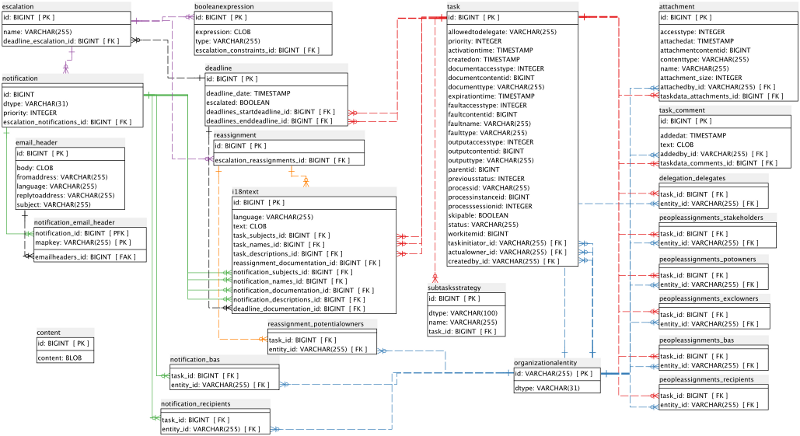 escalation
id: BIGINT [ PK ]
name: VARCHAR(255)
deadline_escalation_id: BIGINT [ FK ]
booleanexpression
id: BIGINT [ PK ]
expression: CLOB
type: VARCHAR(255)
escalation_constraints_id: BIGINT [ FK ]
task
id: BIGINT [ PK ]
allowedtodelegate: VARCHAR(255)
priority: INTEGER
activationtime: TIMESTAMP
createdon: TIMESTAMP
documentaccesstype: INTEGER
documentcontentid: BIGINT
documenttype: VARCHAR(255)
expirationtime: TIMESTAMP
faultaccesstype: INTEGER
faultcontentid: BIGINT
faultname: VARCHAR(255)
faulttype: VARCHAR(255)
outputaccesstype: INTEGER
outputcontentid: BIGINT
outputtype: VARCHAR(255)
parentid: BIGINT
previousstatus: INTEGER
processid: VARCHAR(255)
processinstanceid: BIGINT
processsessionid: INTEGER
skipable: BOOLEAN
status: VARCHAR(255)
workitemid: BIGINT
taskinitiator_id: VARCHAR(255) [ FK ]
actualowner_id: VARCHAR(255) [ FK ]
createdby_id: VARCHAR(255) [ FK ]
attachment
id: BIGINT [ PK ]
accesstype: INTEGER
attachedat: TIMESTAMP
attachmentcontentid: BIGINT
contenttype: VARCHAR(255)
name: VARCHAR(255)
attachment_size: INTEGER
attachedby_id: VARCHAR(255) [ FK ]
taskdata_attachments_id: BIGINT [ FK ]
notification
id: BIGINT
dtype: VARCHAR(31)
priority: INTEGER
escalation_notifications_id: BIGINT [ FK ]
deadline
id: BIGINT [ PK ]
deadline_date: TIMESTAMP
escalated: BOOLEAN
deadlines_startdeadline_id: BIGINT [ FK ]
deadlines_enddeadline_id: BIGINT [ FK ]
task_comment
id: BIGINT [ PK ]
addedat: TIMESTAMP
text: CLOB
addedby_id: VARCHAR(255) [ FK ]
taskdata_comments_id: BIGINT [ FK ]
email_header
id: BIGINT [ PK ]
body: CLOB
fromaddress: VARCHAR(255)
language: VARCHAR(255)
replytoaddress: VARCHAR(255)
subject: VARCHAR(255)
reassignment
id: BIGINT [ PK ]
escalation_reassignments_id: BIGINT [ FK ]
delegation_delegates
task_id: BIGINT [ FK ]
entity_id: VARCHAR(255) [ FK ]
i18ntext
id: BIGINT [ PK ]
language: VARCHAR(255)
text: CLOB
task_subjects_id: BIGINT [ FK ]
task_names_id: BIGINT [ FK ]
task_descriptions_id: BIGINT [ FK ]
reassignment_documentation_id: BIGINT [ FK ]
notification_subjects_id: BIGINT [ FK ]
notification_names_id: BIGINT [ FK ]
notification_documentation_id: BIGINT [ FK ]
notification_descriptions_id: BIGINT [ FK ]
deadline_documentation_id: BIGINT [ FK ]
peopleassignments_stakeholders
task_id: BIGINT [ FK ]
entity_id: VARCHAR(255) [ FK ]
notification_email_header
notification_id: BIGINT [ PFK ]
mapkey: VARCHAR(255) [ PK ]
emailheaders_id: BIGINT [ FAK ]
peopleassignments_potowners
task_id: BIGINT [ FK ]
entity_id: VARCHAR(255) [ FK ]
subtasksstrategy
id: BIGINT [ PK ]
dtype: VARCHAR(100)
name: VARCHAR(255)
task_id: BIGINT [ FK ]
peopleassignments_exclowners
task_id: BIGINT [ FK ]
entity_id: VARCHAR(255) [ FK ]
content
id: BIGINT [ PK ]
content: BLOB
reassignment_potentialowners
task_id: BIGINT [ FK ]
entity_id: VARCHAR(255) [ FK ]
peopleassignments_bas
task_id: BIGINT [ FK ]
entity_id: VARCHAR(255) [ FK ]
notification_bas
task_id: BIGINT [ FK ]
entity_id: VARCHAR(255) [ FK ]
organizationalentity
id: VARCHAR(255) [ PK ]
dtype: VARCHAR(31)
peopleassignments_recipients
task_id: BIGINT [ FK ]
entity_id: VARCHAR(255) [ FK ]
notification_recipients
task_id: BIGINT [ FK ]
entity_id: VARCHAR(255) [ FK ]